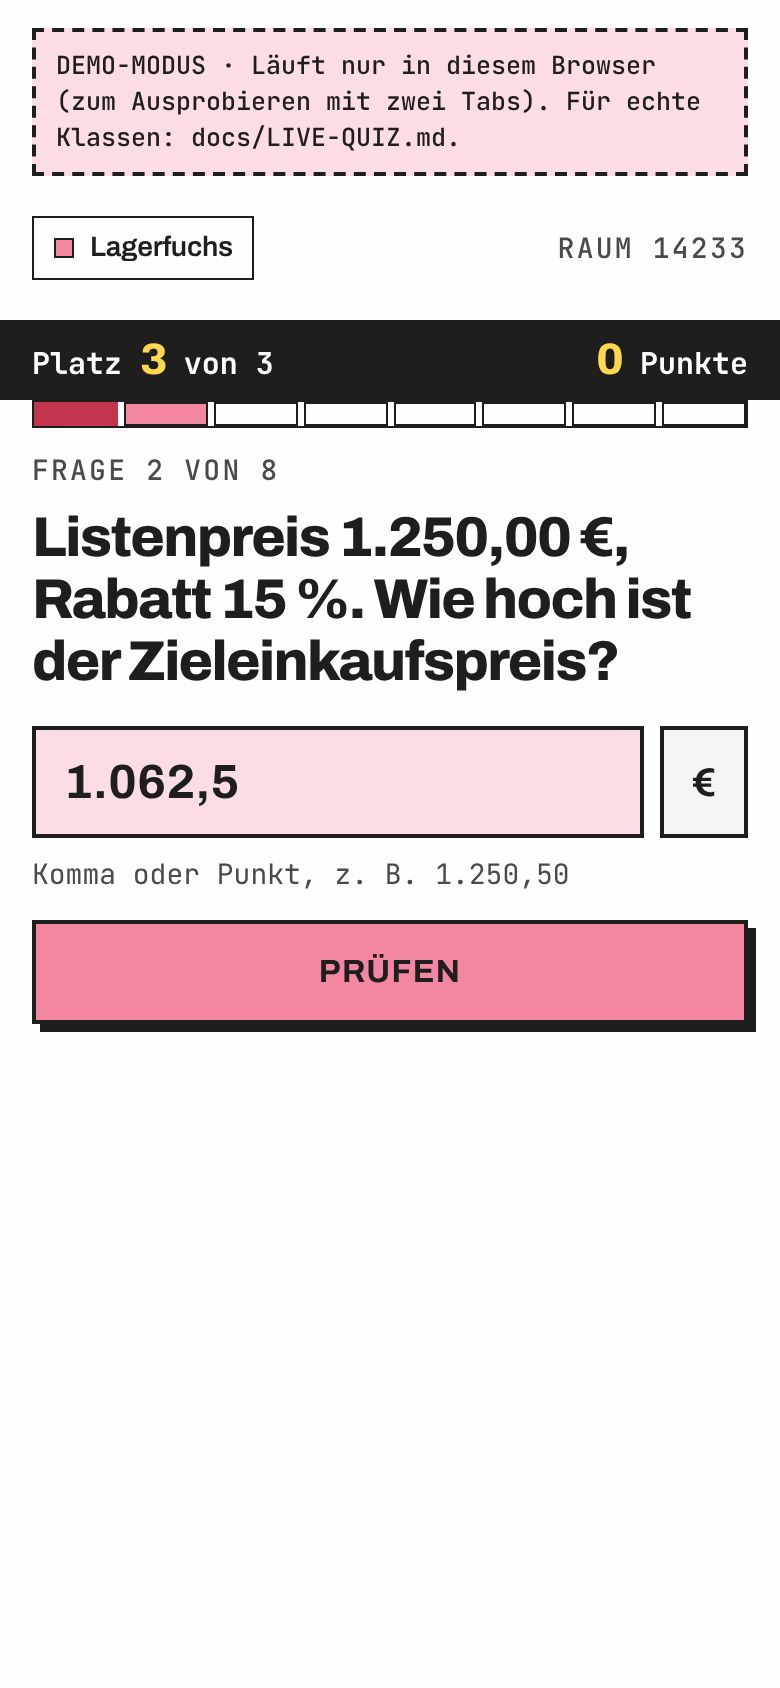 DEMO-MODUS · Läuft nur in diesem Browser
(zum Ausprobieren mit zwei Tabs). Für echte
Klassen: docs/LIVE-QUIZ.md.
Lagerfuchs
RAUM 14233
Platz 3 von 3
0 Punkte
FRAGE 2 VON 8
Listenpreis 1.250,00 €,
Rabatt 15 %. Wie hoch ist
der Zieleinkaufspreis?
1.062,5
€
Komma oder Punkt, z. B. 1.250,50
PRÜFEN